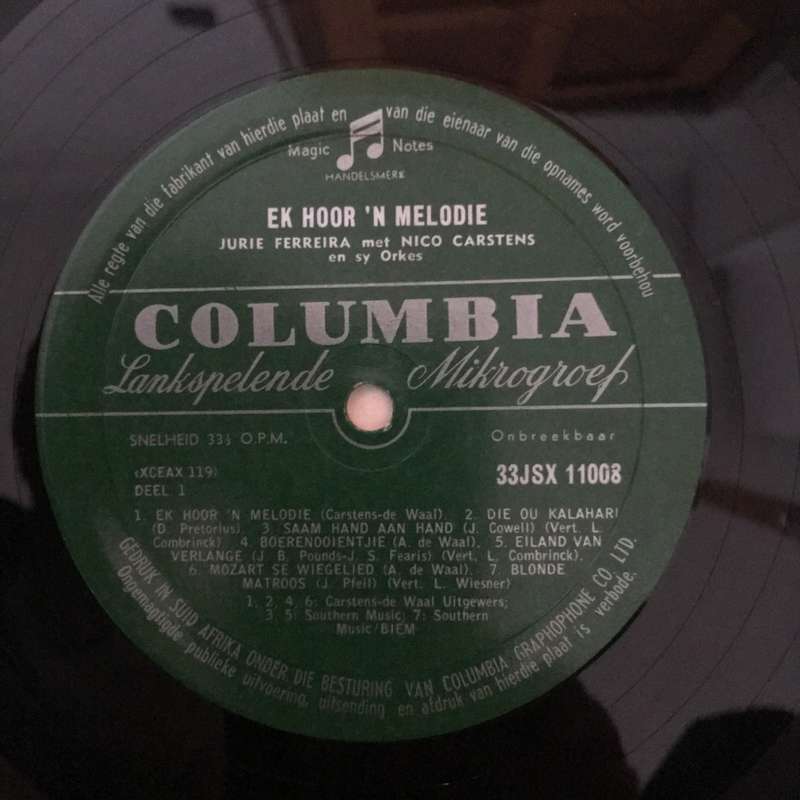 Alle regte van die fabrikant van hierdie plaat en van die eienaar van die opnames word voorbehou
Magic Notes
HANDELSMERK
EK HOOR 'N MELODIE
JURIE FERREIRA met NICO CARSTENS
en sy Orkes
COLUMBIA
Lankspelende Mikrogroef
SNELHEID 33⅓ O.P.M. Onbreekbaar
(XCEAX 119) 33JSX 11008
DEEL 1
1. EK HOOR 'N MELODIE (Carstens-de Waal). 2. DIE OU KALAHARI
(D. Pretorius). 3. SAAM HAND AAN HAND (J. Cowell) (Vert. L.
Combrinck). 4. BOERENOOIENTJIE (A. de Waal). 5. EILAND VAN
VERLANGE (J. B. Pounds-J. S. Fearis) (Vert. L. Combrinck).
6. MOZART SE WIEGELIED (A. de Waal). 7. BLONDE
MATROOS (J. Pfeil) (Vert. L. Wiesner)
1, 2, 4, 6: Carstens-de Waal Uitgewers;
3, 5: Southern Music; 7: Southern
Music/BIEM
GEDRUK IN SUID AFRIKA ONDER DIE BESTURING VAN COLUMBIA GRAPHOPHONE CO. LTD.
Ongemagtigde publieke uitvoering, uitsending en afdruk van hierdie plaat is verbode.